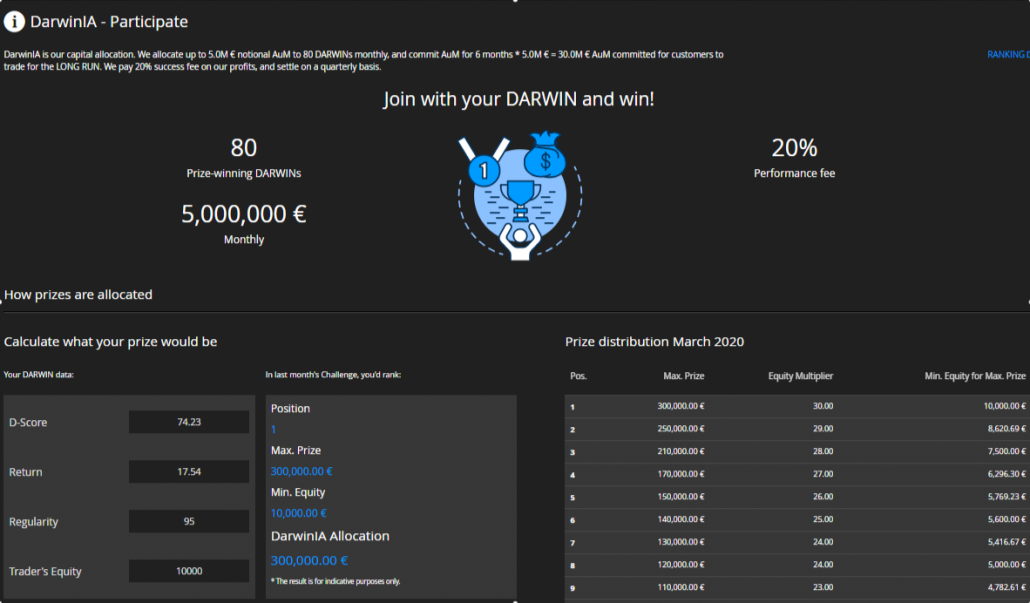 DarwinIA - Participate
DarwinIA is our capital allocation. We allocate up to 5.0M € notional AuM to 80 DARWINs monthly, and commit AuM for 6 months * 5.0M € = 30.0M € AuM committed for customers to
trade for the LONG RUN. We pay 20% success fee on our profits, and settle on a quarterly basis.
RANKING
Join with your DARWIN and win!
80
Prize-winning DARWINs
5,000,000 €
Monthly
1
$
20%
Performance fee
How prizes are allocated
Calculate what your prize would be
Your DARWIN data:
D-Score 74.23
Return 17.54
Regularity 95
Trader's Equity 10000
In last month's Challenge, you'd rank:
Position
1
Max. Prize
300,000.00 €
Min. Equity
10,000.00 €
DarwinIA Allocation
300,000.00 €
* The result is for indicative purposes only.
Prize distribution March 2020
Pos. Max. Prize Equity Multiplier Min. Equity for Max. Prize
1 300,000.00 € 30.00 10,000.00 €
2 250,000.00 € 29.00 8,620.69 €
3 210,000.00 € 28.00 7,500.00 €
4 170,000.00 € 27.00 6,296.30 €
5 150,000.00 € 26.00 5,769.23 €
6 140,000.00 € 25.00 5,600.00 €
7 130,000.00 € 24.00 5,416.67 €
8 120,000.00 € 24.00 5,000.00 €
9 110,000.00 € 23.00 4,782.61 €